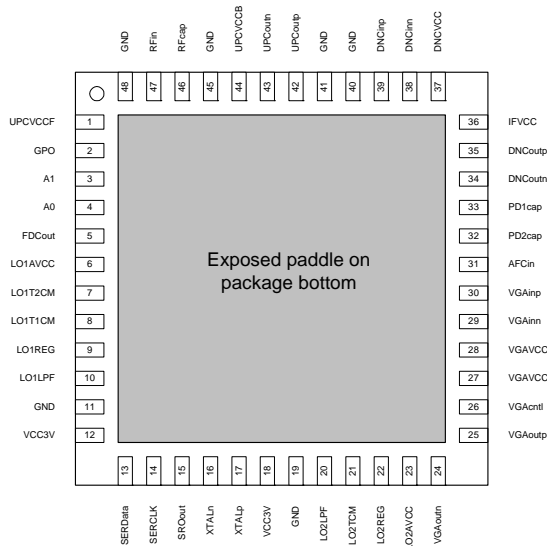 GND
RFin
RFcap
GND
UPCVCCB
UPCoutn
UPCoutp
GND
GND
DNCinp
DNCinn
DNCVCC
48
47
46
45
44
43
42
41
40
39
38
37
UPCVCCF 1
GPO 2
A1 3
A0 4
FDCout 5
LO1AVCC 6
LO1T2CM 7
LO1T1CM 8
LO1REG 9
LO1LPF 10
GND 11
VCC3V 12
Exposed paddle on
package bottom
36 IFVCC
35 DNCoutp
34 DNCoutn
33 PD1cap
32 PD2cap
31 AFCin
30 VGAinp
29 VGAinn
28 VGAVCC
27 VGAVCC
26 VGAcntl
25 VGAoutp
13
14
15
16
17
18
19
20
21
22
23
24
SERData
SERCLK
SROout
XTALn
XTALp
VCC3V
GND
LO2LPF
LO2TCM
LO2REG
LO2AVCC
VGAoutn